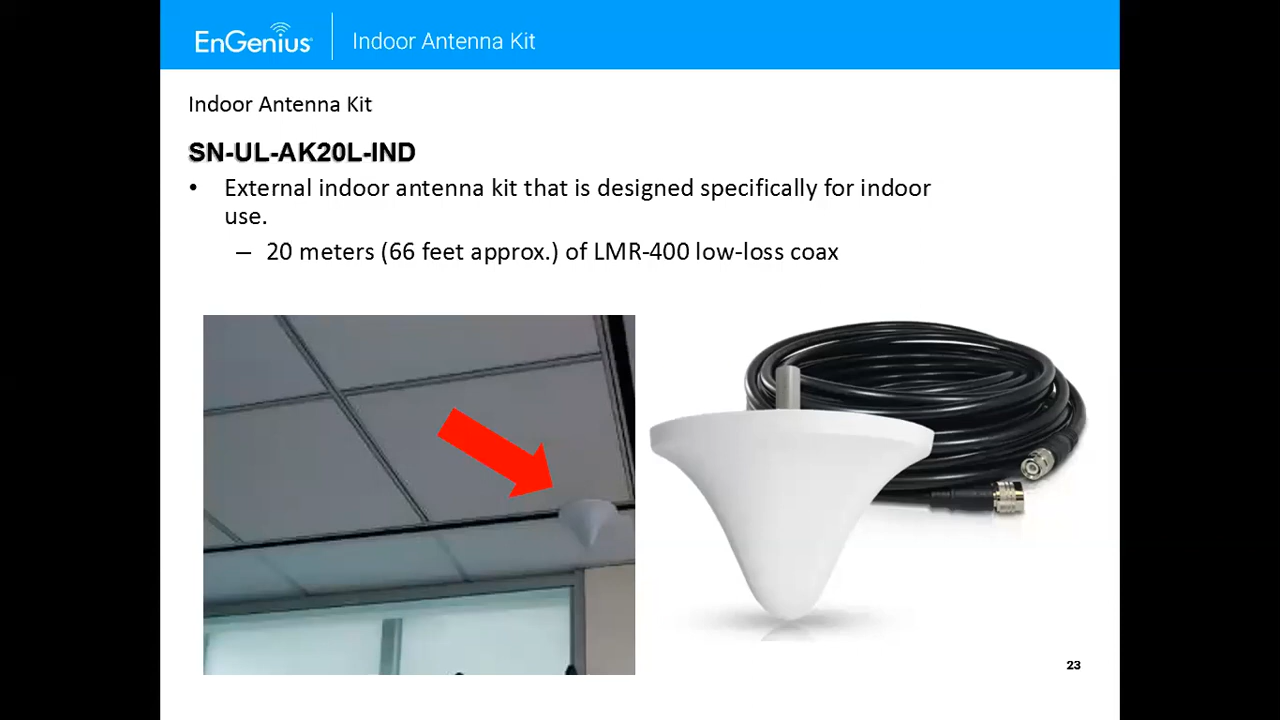 EnGenius® Indoor Antenna Kit
Indoor Antenna Kit
SN-UL-AK20L-IND
• External indoor antenna kit that is designed specifically for indoor
use.
– 20 meters (66 feet approx.) of LMR-400 low-loss coax
23